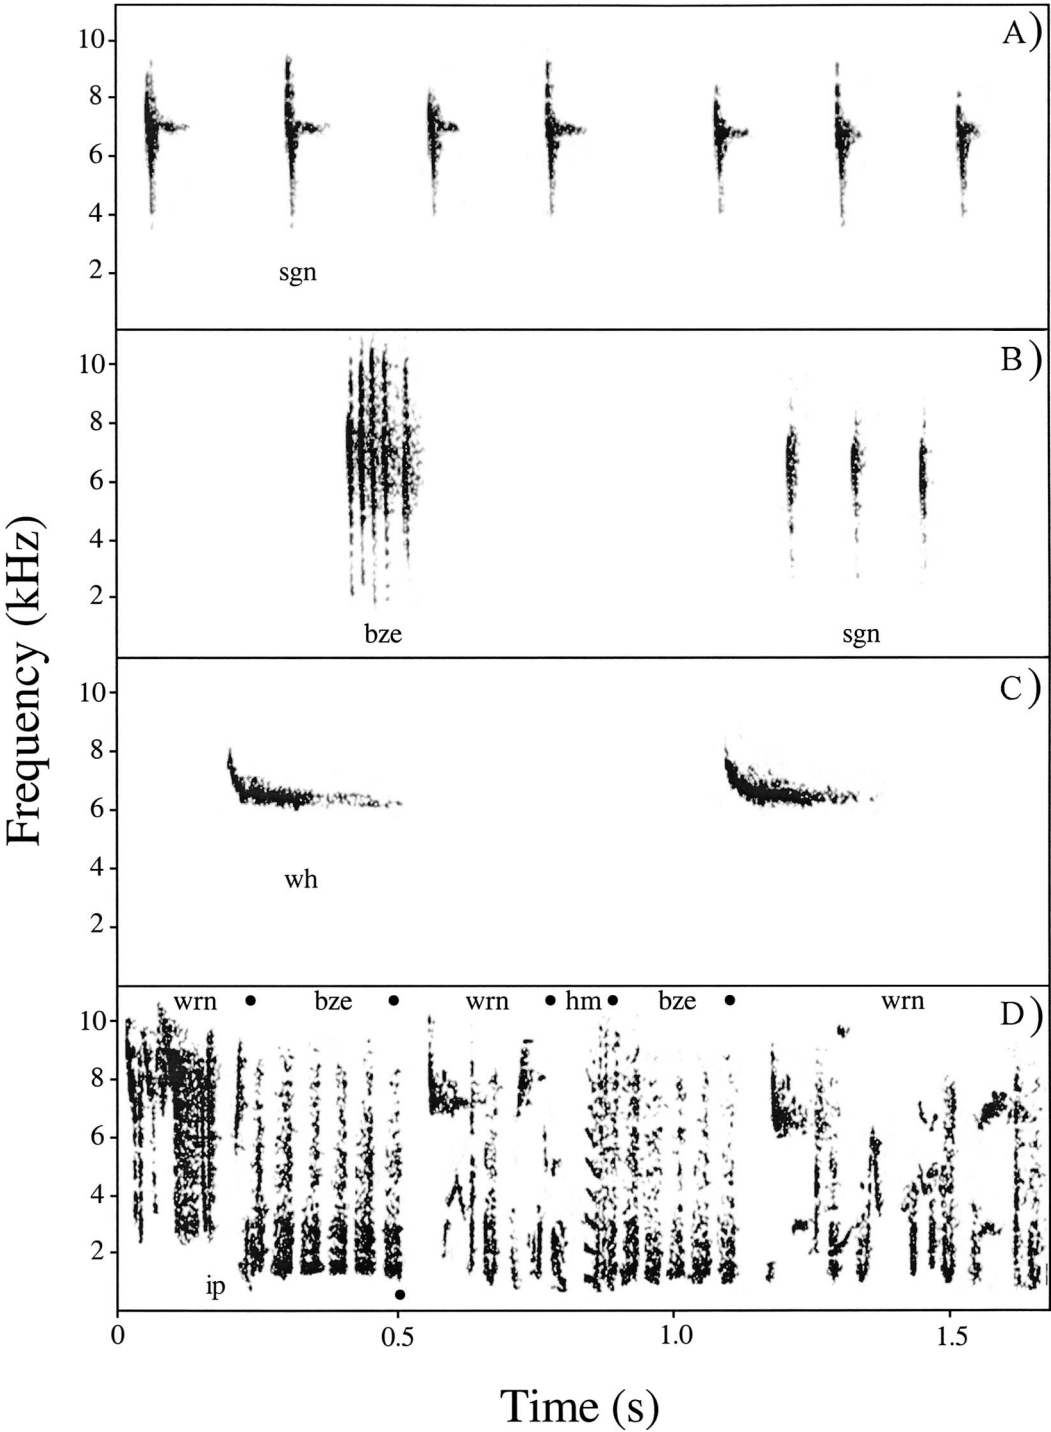 A)
10
8
6
4
2
sgn
B)
10
8
6
4
2
bze
sgn
C)
10
8
6
4
2
wh
wrn • bze • wrn • hm • bze • wrn
D)
10
8
6
4
2
ip •
0 0.5 1.0 1.5
Time (s)
Frequency (kHz)